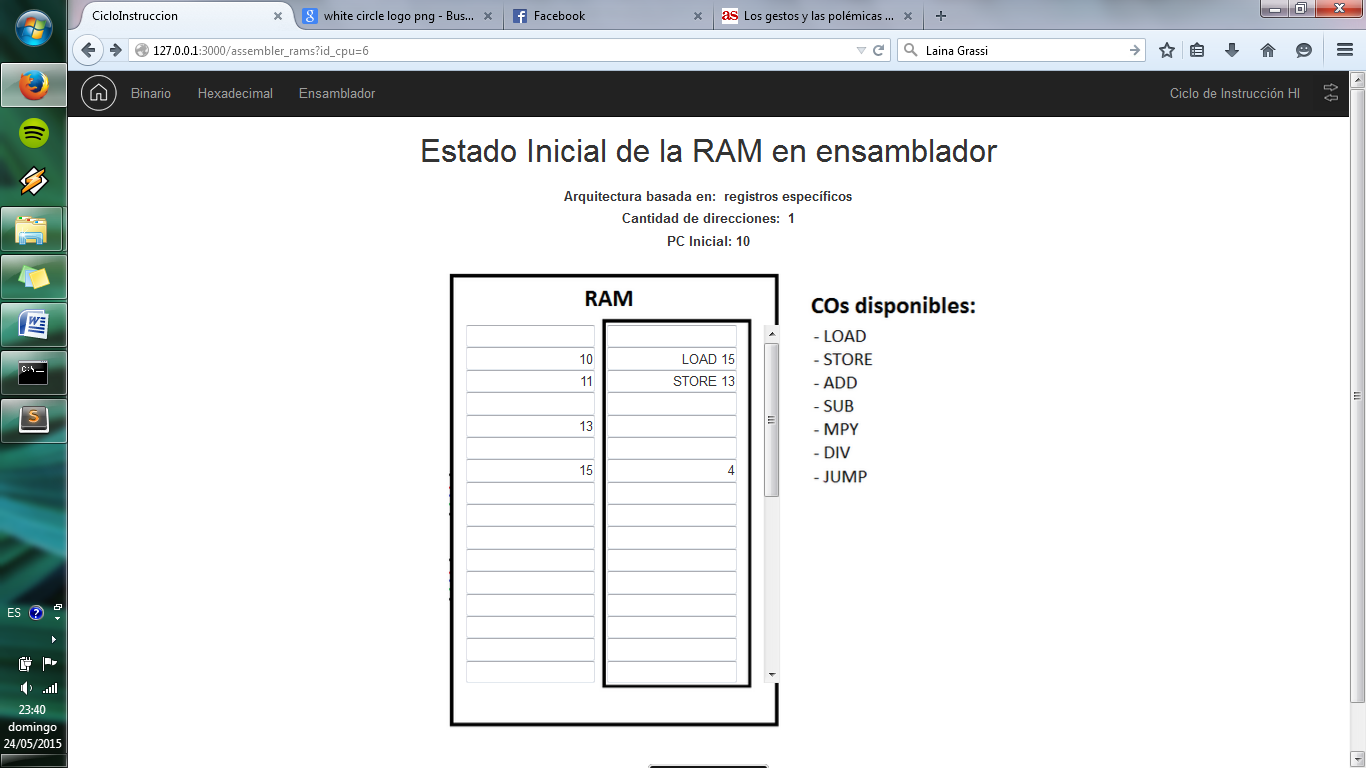 CicloInstruccion
white circle logo png - Bus...
Facebook
as Los gestos y las polémicas ...
127.0.0.1:3000/assembler_rams?id_cpu=6
Laina Grassi
Binario
Hexadecimal
Ensamblador
Ciclo de Instrucción HI
Estado Inicial de la RAM en ensamblador
Arquitectura basada en: registros específicos
Cantidad de direcciones: 1
PC Inicial: 10
RAM
10 LOAD 15
11 STORE 13
13
15 4
COs disponibles:
- LOAD
- STORE
- ADD
- SUB
- MPY
- DIV
- JUMP
ES
23:40
domingo
24/05/2015